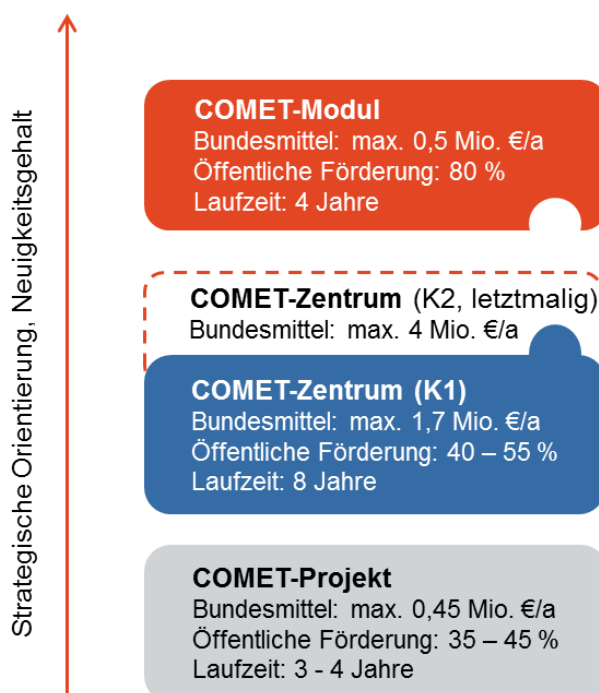 Strategische Orientierung, Neuigkeitsgehalt
COMET-Modul
Bundesmittel: max. 0,5 Mio. €/a
Öffentliche Förderung: 80 %
Laufzeit: 4 Jahre
COMET-Zentrum (K2, letztmalig)
Bundesmittel: max. 4 Mio. €/a
COMET-Zentrum (K1)
Bundesmittel: max. 1,7 Mio. €/a
Öffentliche Förderung: 40 – 55 %
Laufzeit: 8 Jahre
COMET-Projekt
Bundesmittel: max. 0,45 Mio. €/a
Öffentliche Förderung: 35 – 45 %
Laufzeit: 3 - 4 Jahre